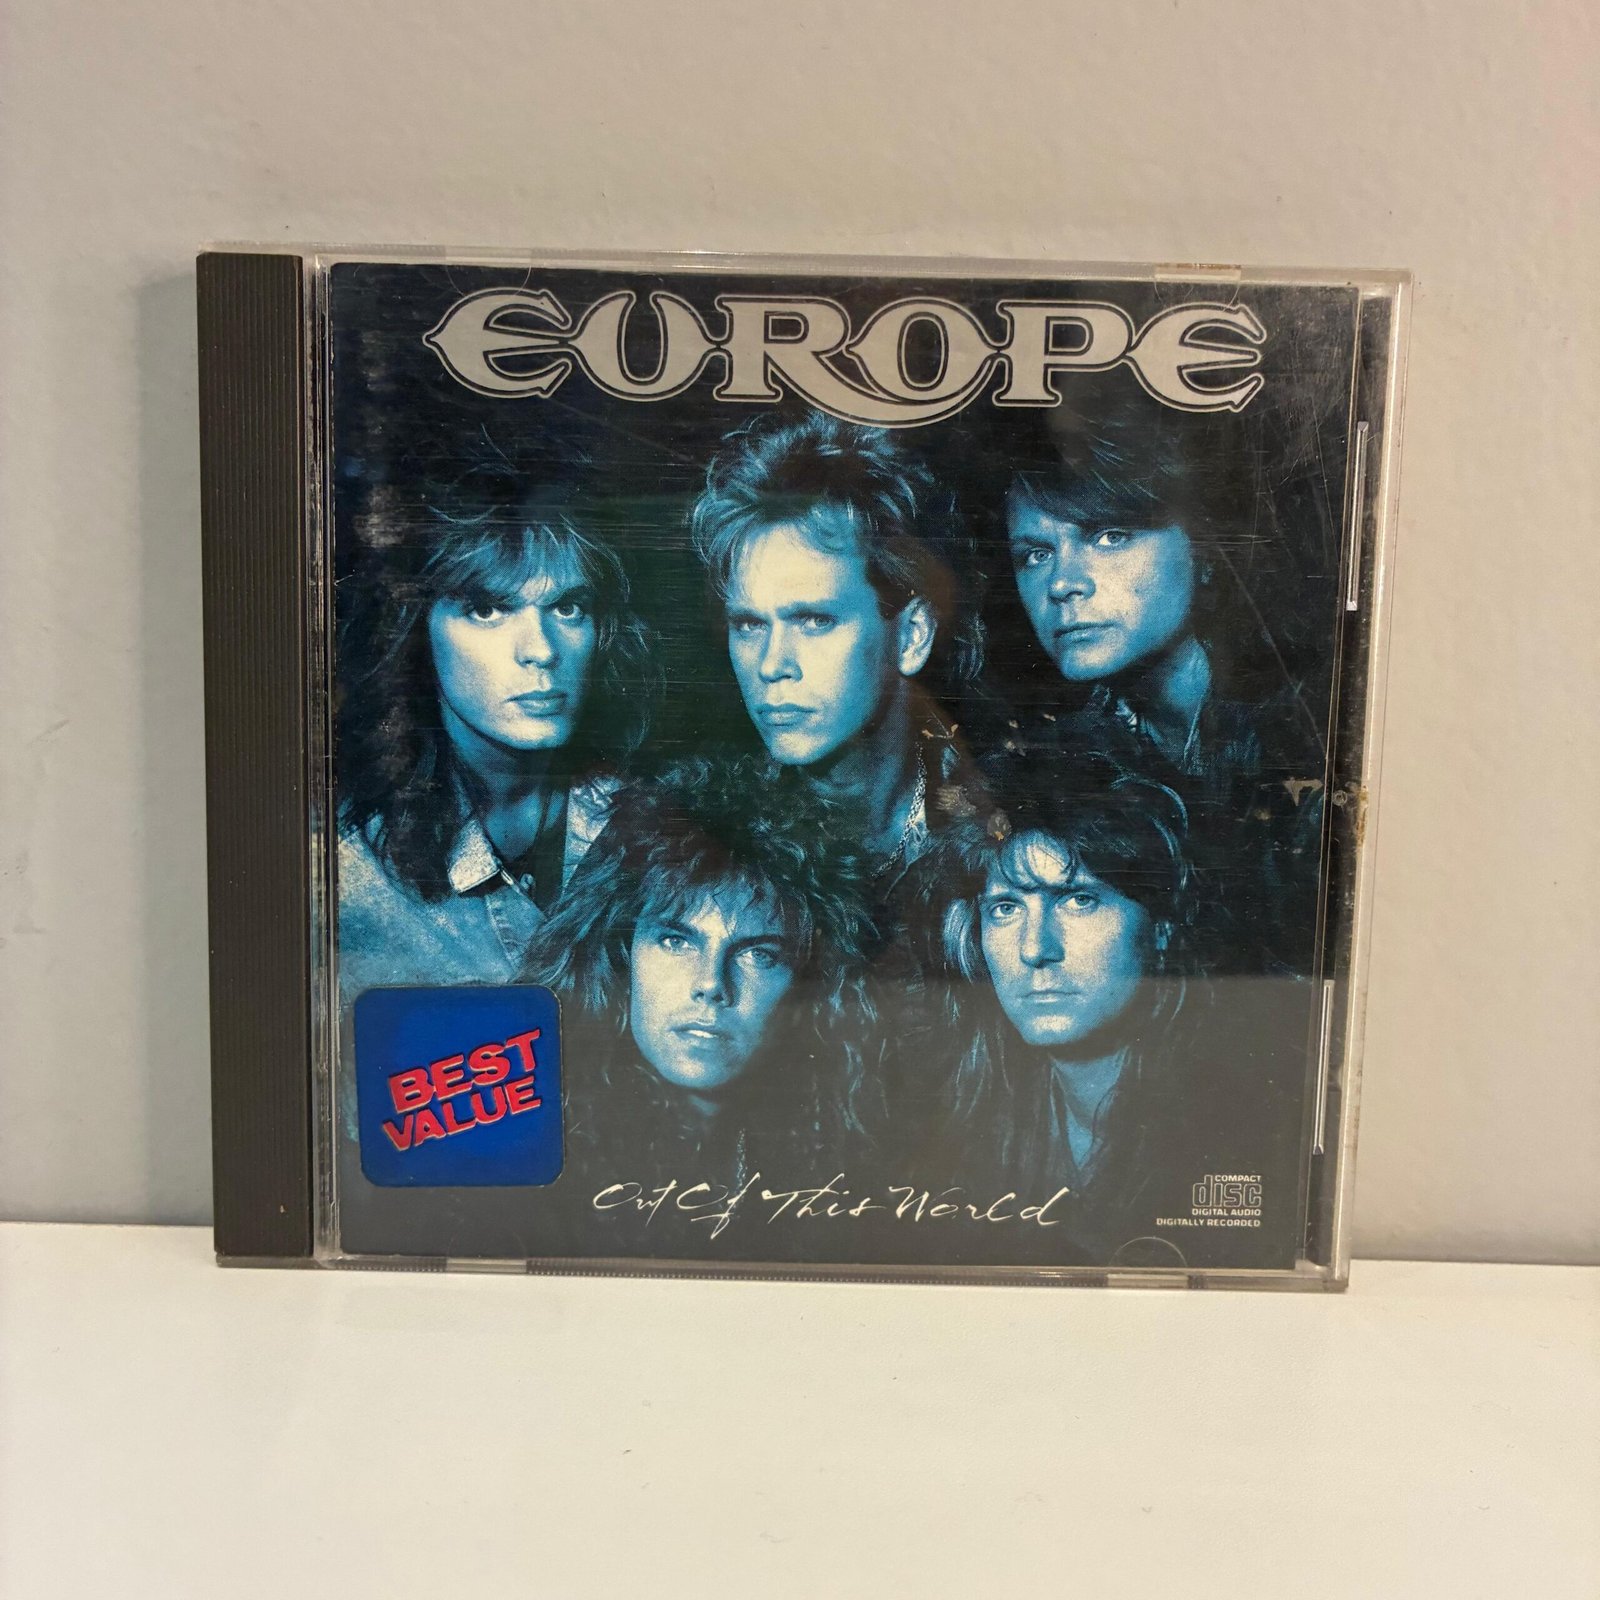 EUROPE
BEST
VALUE
Out Of This World
COMPACT
disc
DIGITAL AUDIO
DIGITALLY RECORDED